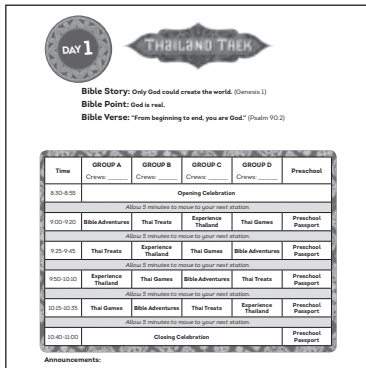 DAY 1
THAILAND TREK
Bible Story: Only God could create the world. (Genesis 1)
Bible Point: God is real.
Bible Verse: "From beginning to end, you are God." (Psalm 90:2)
Time GROUP A Crews: ______ GROUP B Crews: ______ GROUP C Crews: ______ GROUP D Crews: ______ Preschool
8:30-8:55 Opening Celebration
Allow 5 minutes to move to your next station.
9:00-9:20 Bible Adventures Thai Treats Experience Thailand Thai Games Preschool Passport
Allow 5 minutes to move to your next station.
9:25-9:45 Thai Treats Experience Thailand Thai Games Bible Adventures Preschool Passport
Allow 5 minutes to move to your next station.
9:50-10:10 Experience Thailand Thai Games Bible Adventures Thai Treats Preschool Passport
Allow 5 minutes to move to your next station.
10:15-10:35 Thai Games Bible Adventures Thai Treats Experience Thailand Preschool Passport
Allow 5 minutes to move to your next station.
10:40-11:00 Closing Celebration Preschool Passport
Announcements: